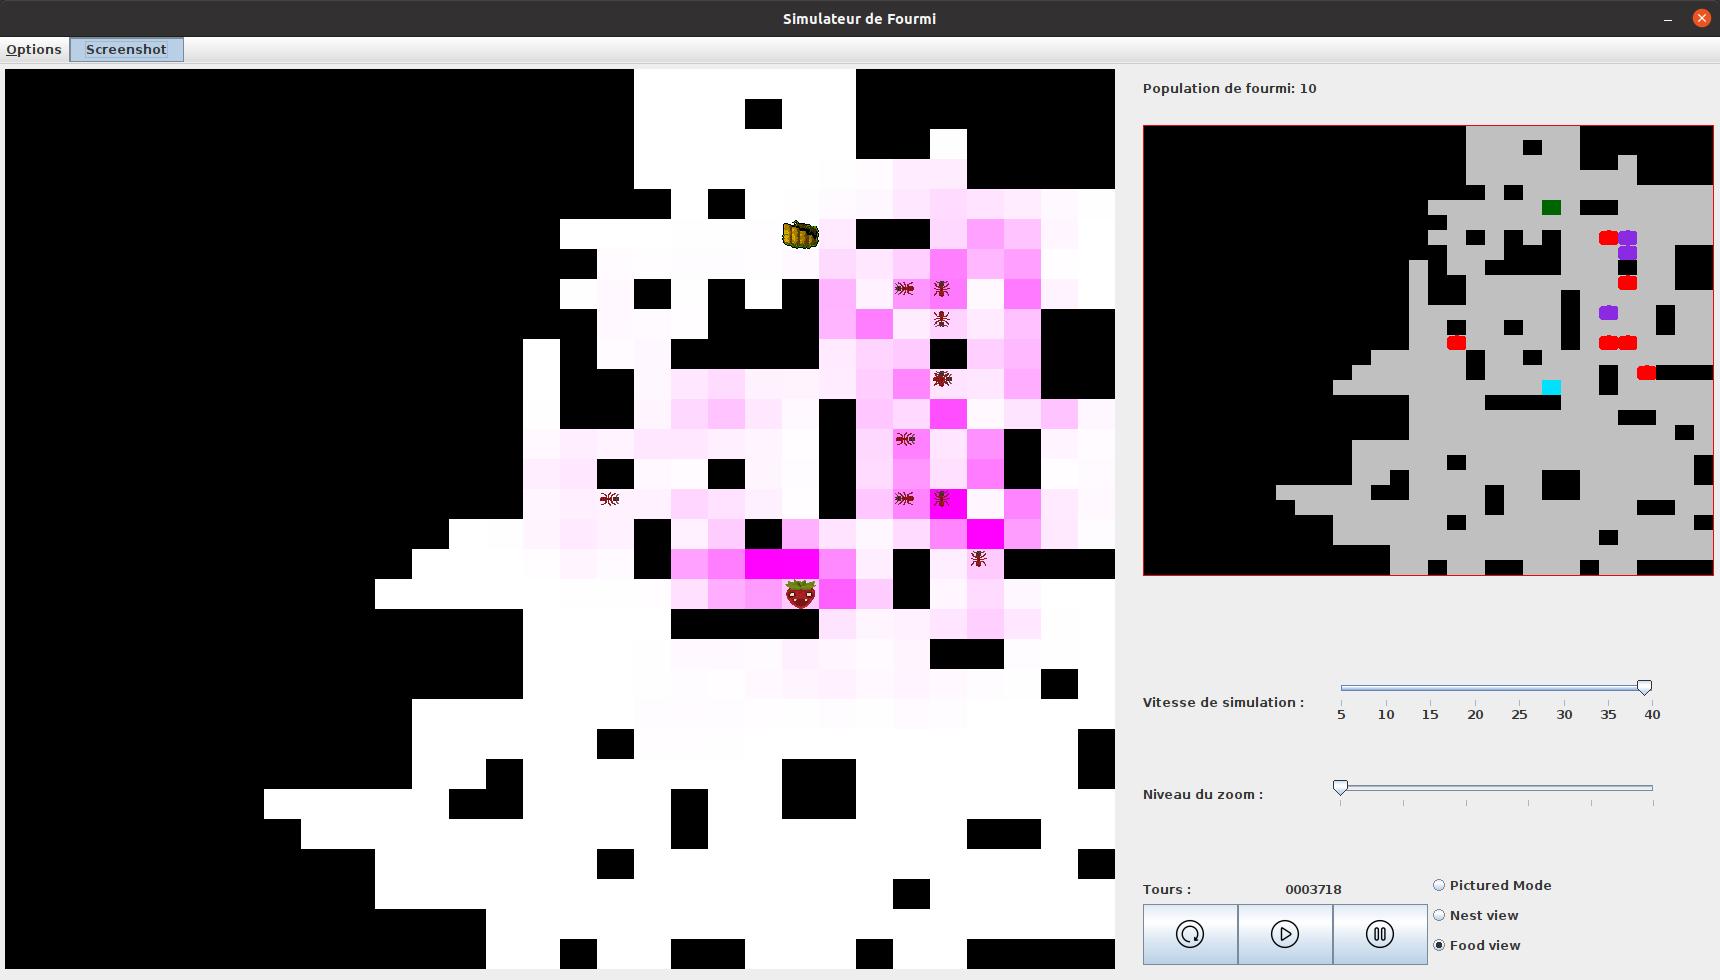 Simulateur de Fourmi
Options
Screenshot
Population de fourmi: 10
Vitesse de simulation :
5 10 15 20 25 30 35 40
Niveau du zoom :
Tours :
0003718
Pictured Mode
Nest view
Food view